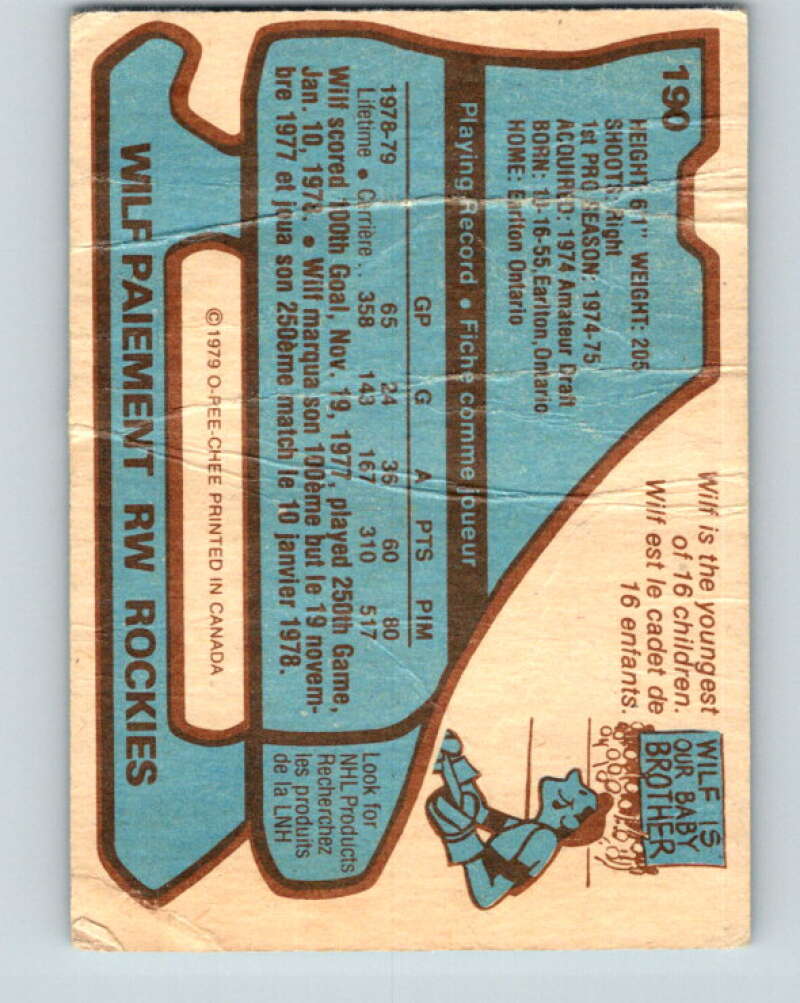 190
HEIGHT: 6'1" WEIGHT: 205
SHOOTS: Right
1st PRO SEASON: 1974-75
ACQUIRED: 1974 Amateur Draft
BORN: 10-16-55, Earlton, Ontario
HOME: Earlton Ontario
Wilf is the youngest
of 16 children.
Wilf est le cadet de
16 enfants.
WILF IS
OUR BABY
BROTHER
Playing Record • Fiche comme joueur
GP G A PTS PIM
1978-79 65 24 36 60 80
Lifetime • Carrière .. 358 143 167 310 517
Wilf scored 100th Goal, Nov. 19, 1977, played 250th Game,
Jan. 10, 1978. • Wilf marqua son 100ème but le 19 novem-
bre 1977 et joua son 250ème match le 10 janvier 1978.
Look for
NHL Products
Recherchez
les produits
de la LNH
©1979 O-PEE-CHEE PRINTED IN CANADA
WILF PAIEMENT RW ROCKIES